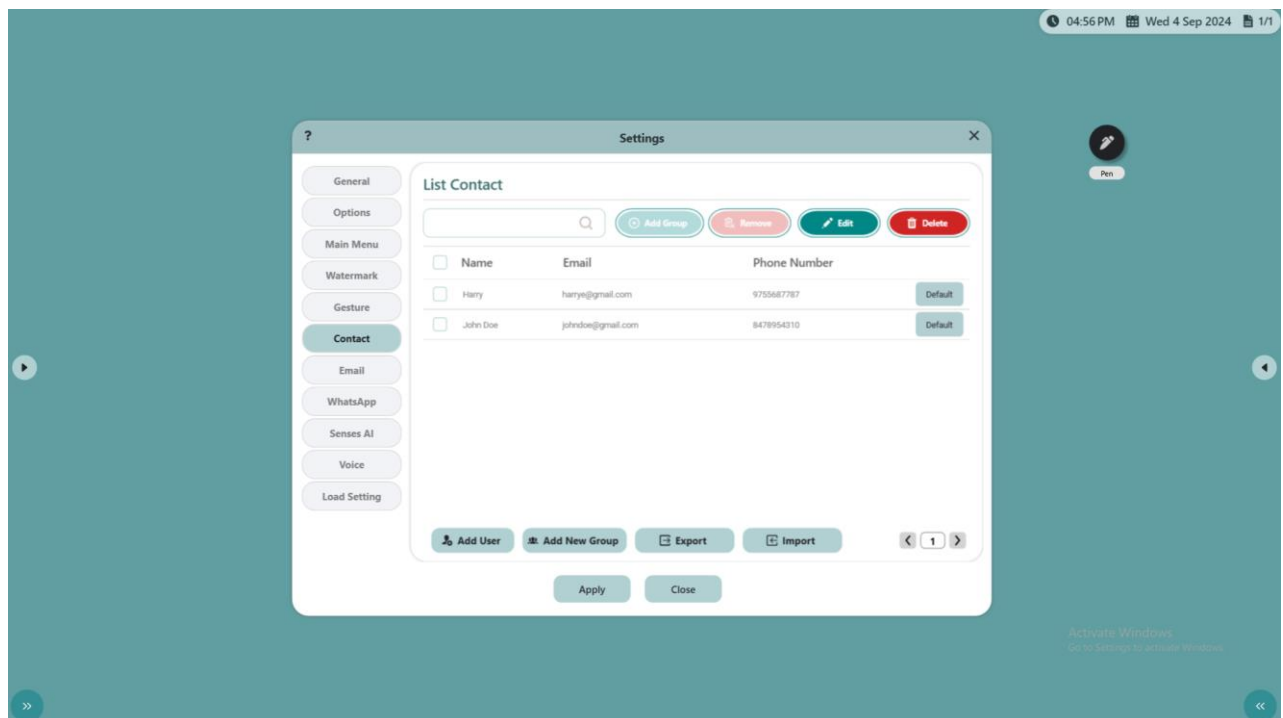 04:56 PM Wed 4 Sep 2024 1/1
? Settings
Pen
General
Options
Main Menu
Watermark
Gesture
Contact
Email
WhatsApp
Senses AI
Voice
Load Setting
List Contact
Add Group Remove Edit Delete
Name Email Phone Number
Harry harrye@gmail.com 9755687787 Default
John Doe johndoe@gmail.com 8478954310 Default
Add User Add New Group Export Import 1
Apply Close
Activate Windows
Go to Settings to activate Windows.